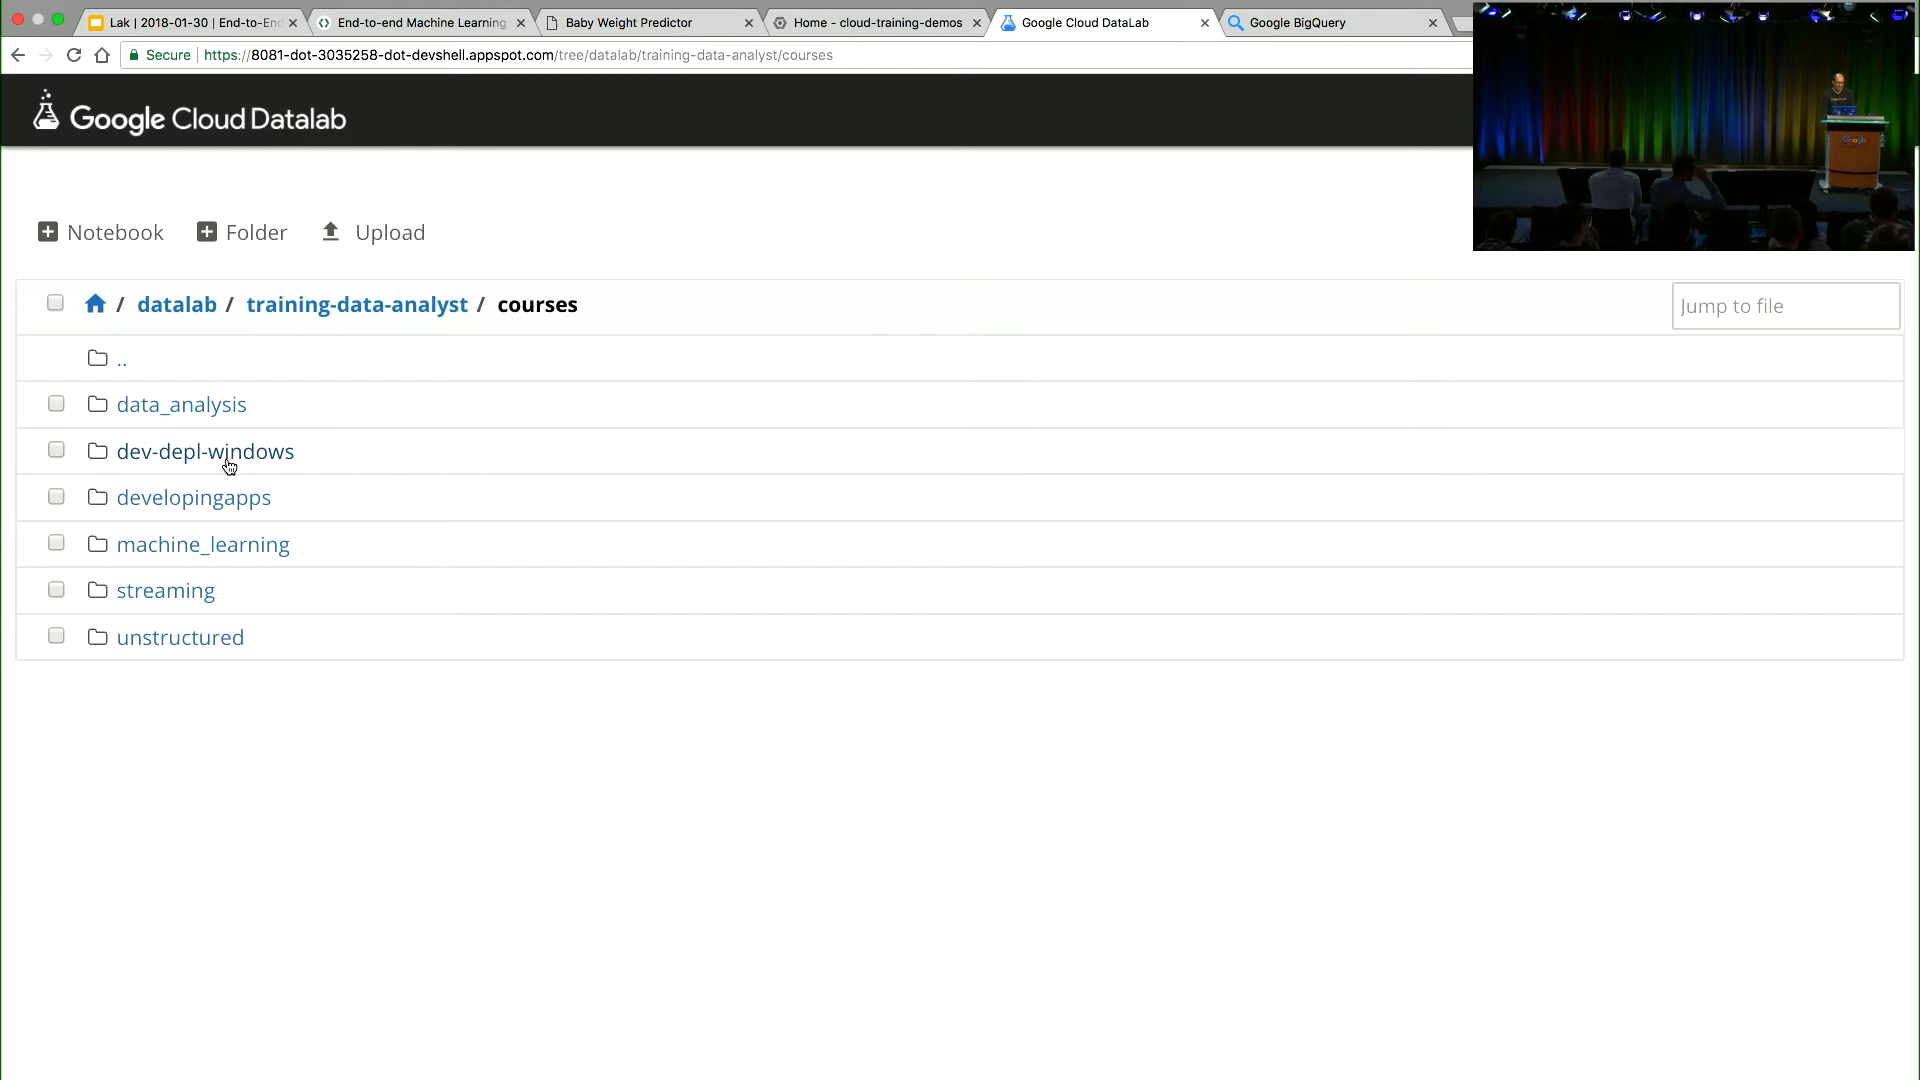 Lak | 2018-01-30 | End-to-End
End-to-end Machine Learning
Baby Weight Predictor
Home - cloud-training-demos
Google Cloud DataLab
Google BigQuery
Secure https://8081-dot-3035258-dot-devshell.appspot.com/tree/datalab/training-data-analyst/courses
Google Cloud Datalab
Notebook Folder Upload
/ datalab / training-data-analyst / courses
Jump to file
..
data_analysis
dev-depl-windows
developingapps
machine_learning
streaming
unstructured
Google